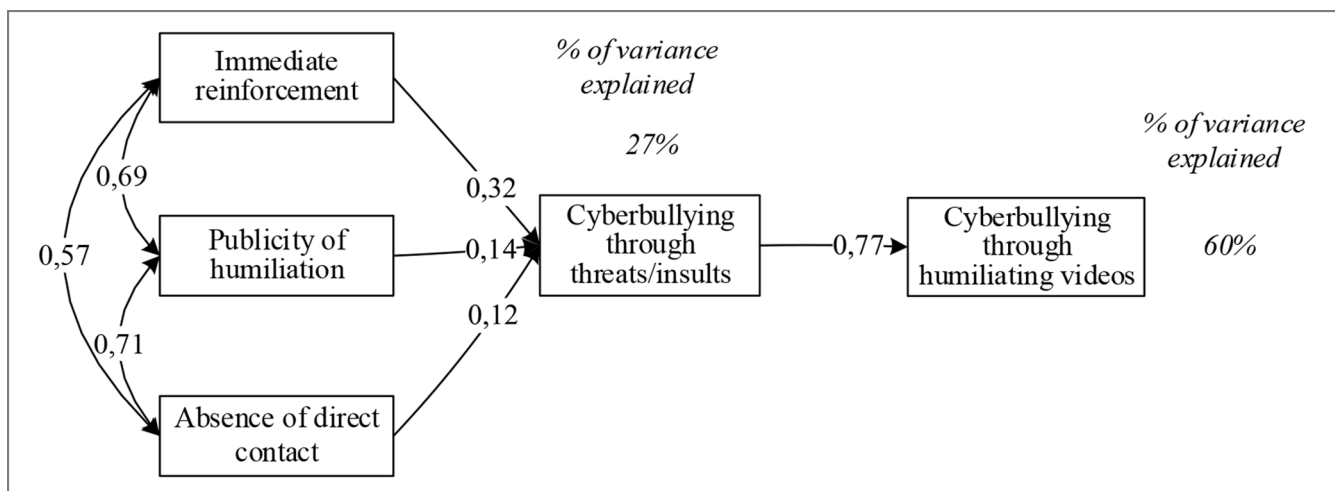 Immediate
reinforcement
% of variance
explained
27%
% of variance
explained
60%
0,69
0,57
0,32
Publicity of
humiliation
0,14
Cyberbullying
through
threats/insults
0,77
Cyberbullying
through
humiliating videos
0,71
0,12
Absence of direct
contact